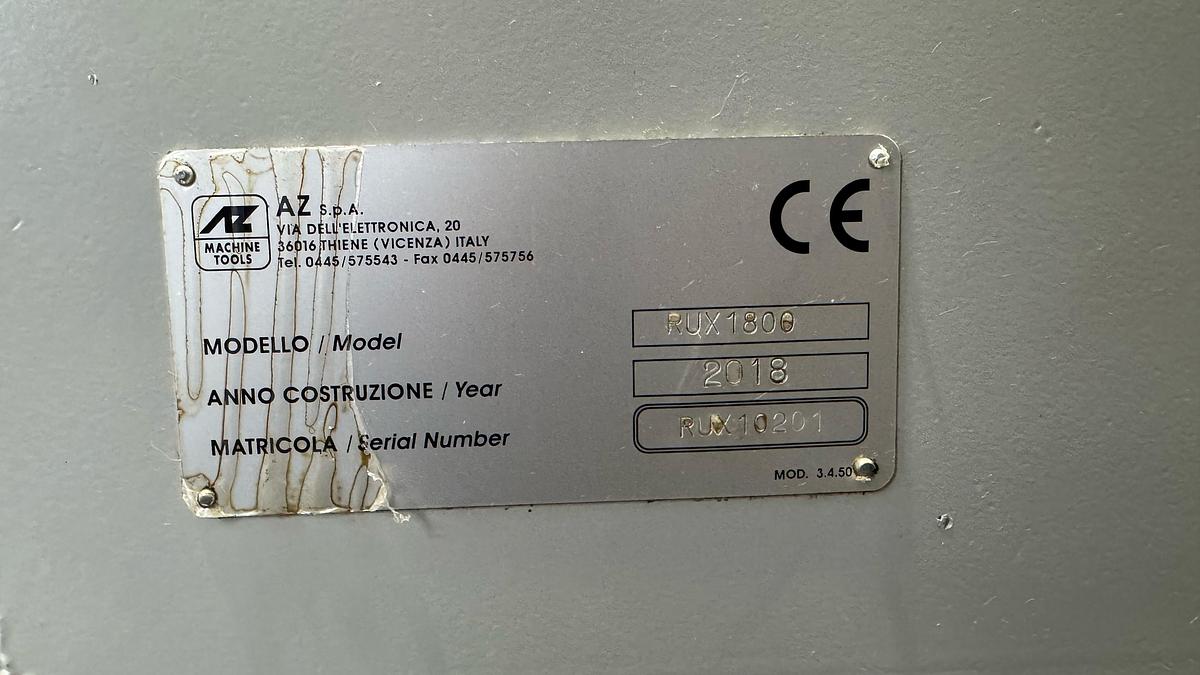 AZ
MACHINE
TOOLS
AZ S.p.A.
VIA DELL'ELETTRONICA, 20
36016 THIENE (VICENZA) ITALY
Tel. 0445/575543 - Fax 0445/575756
CE
MODELLO / Model RUX1800
ANNO COSTRUZIONE / Year 2018
MATRICOLA / Serial Number RUX10201
MOD. 3.4.50